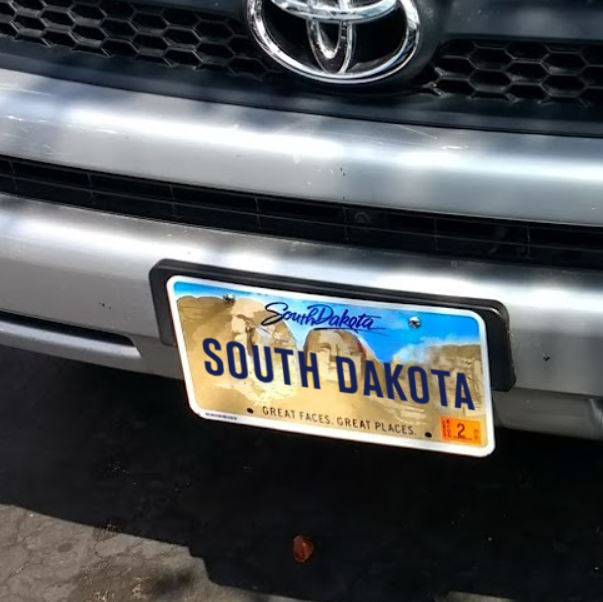 South Dakota
SOUTH DAKOTA
GREAT FACES. GREAT PLACES.
2